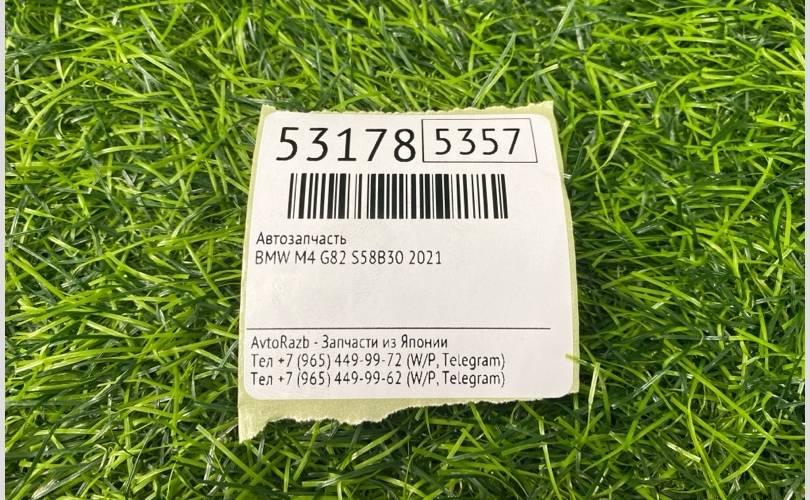 53178 5357
Автозапчасть
BMW M4 G82 S58B30 2021
AvtoRazb - Запчасти из Японии
Тел +7 (965) 449-99-72 (W/P, Telegram)
Тел +7 (965) 449-99-62 (W/P, Telegram)